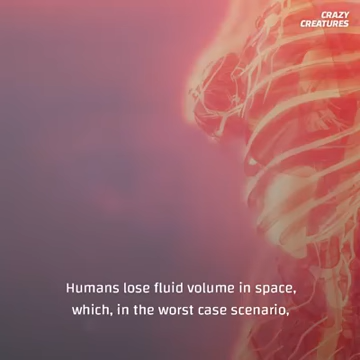 CRAZY
CREATURES
Humans lose fluid volume in space,
which, in the worst case scenario,